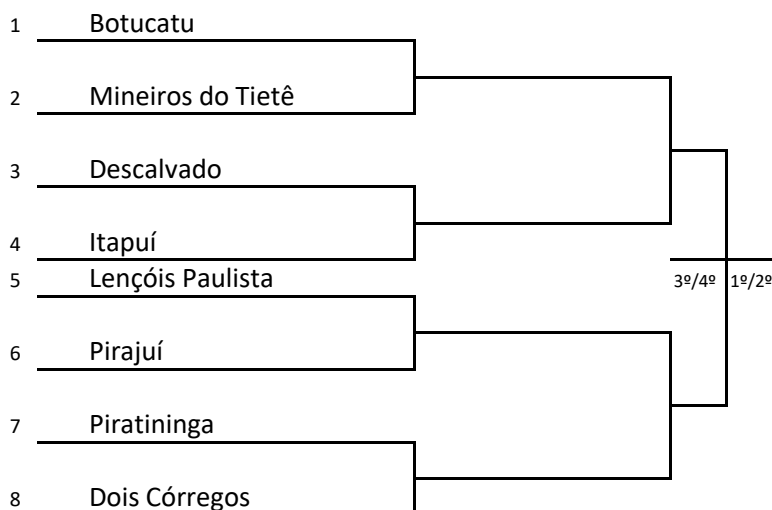 1 Botucatu
2 Mineiros do Tietê
3 Descalvado
4 Itapuí
5 Lençóis Paulista
3º/4º 1º/2º
6 Pirajuí
7 Piratininga
8 Dois Córregos